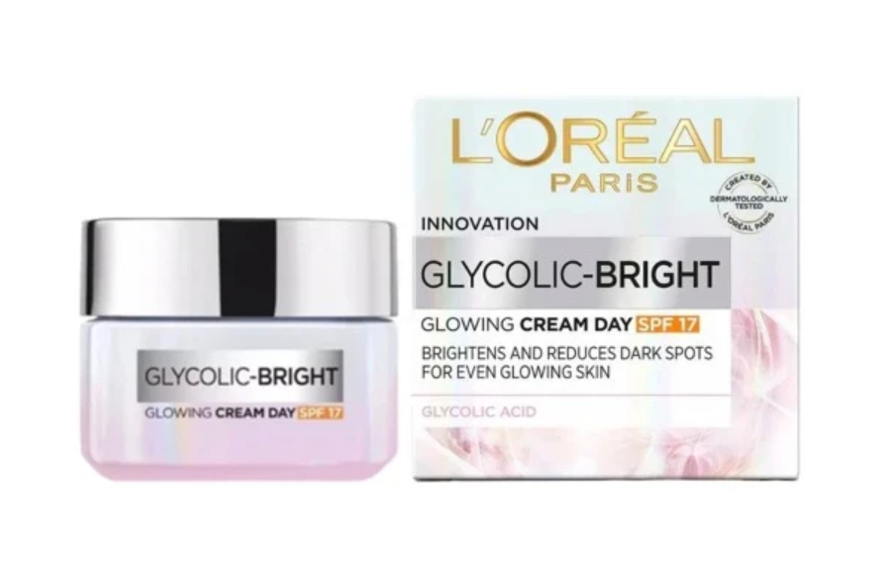 L'ORÉAL
PARIS
CREATED BY
DERMATOLOGICALLY
TESTED
L'ORÉAL PARIS
INNOVATION
GLYCOLIC-BRIGHT
GLOWING CREAM DAY SPF 17
BRIGHTENS AND REDUCES DARK SPOTS
FOR EVEN GLOWING SKIN
GLYCOLIC ACID
GLYCOLIC-BRIGHT
GLOWING CREAM DAY SPF 17